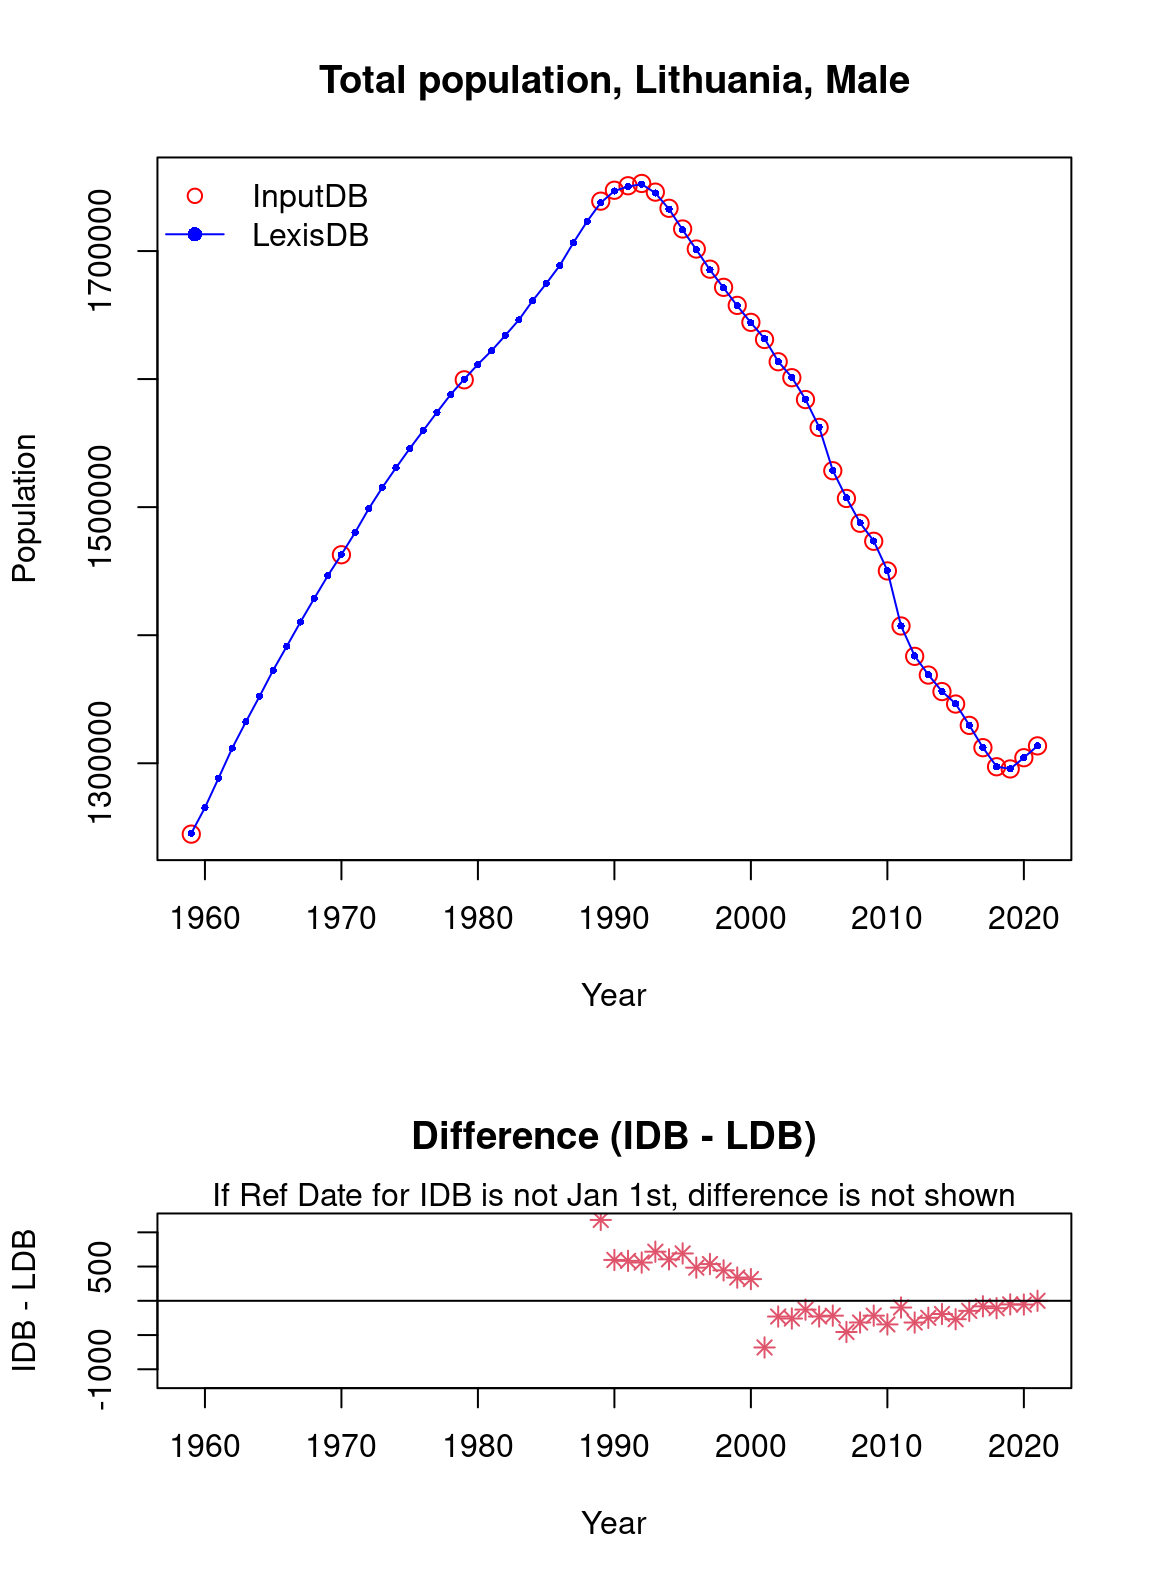 Total population, Lithuania, Male
InputDB
LexisDB
Population
1700000
1500000
1300000
1960 1970 1980 1990 2000 2010 2020
Year
Difference (IDB - LDB)
If Ref Date for IDB is not Jan 1st, difference is not shown
IDB - LDB
500
-1000
1960 1970 1980 1990 2000 2010 2020
Year